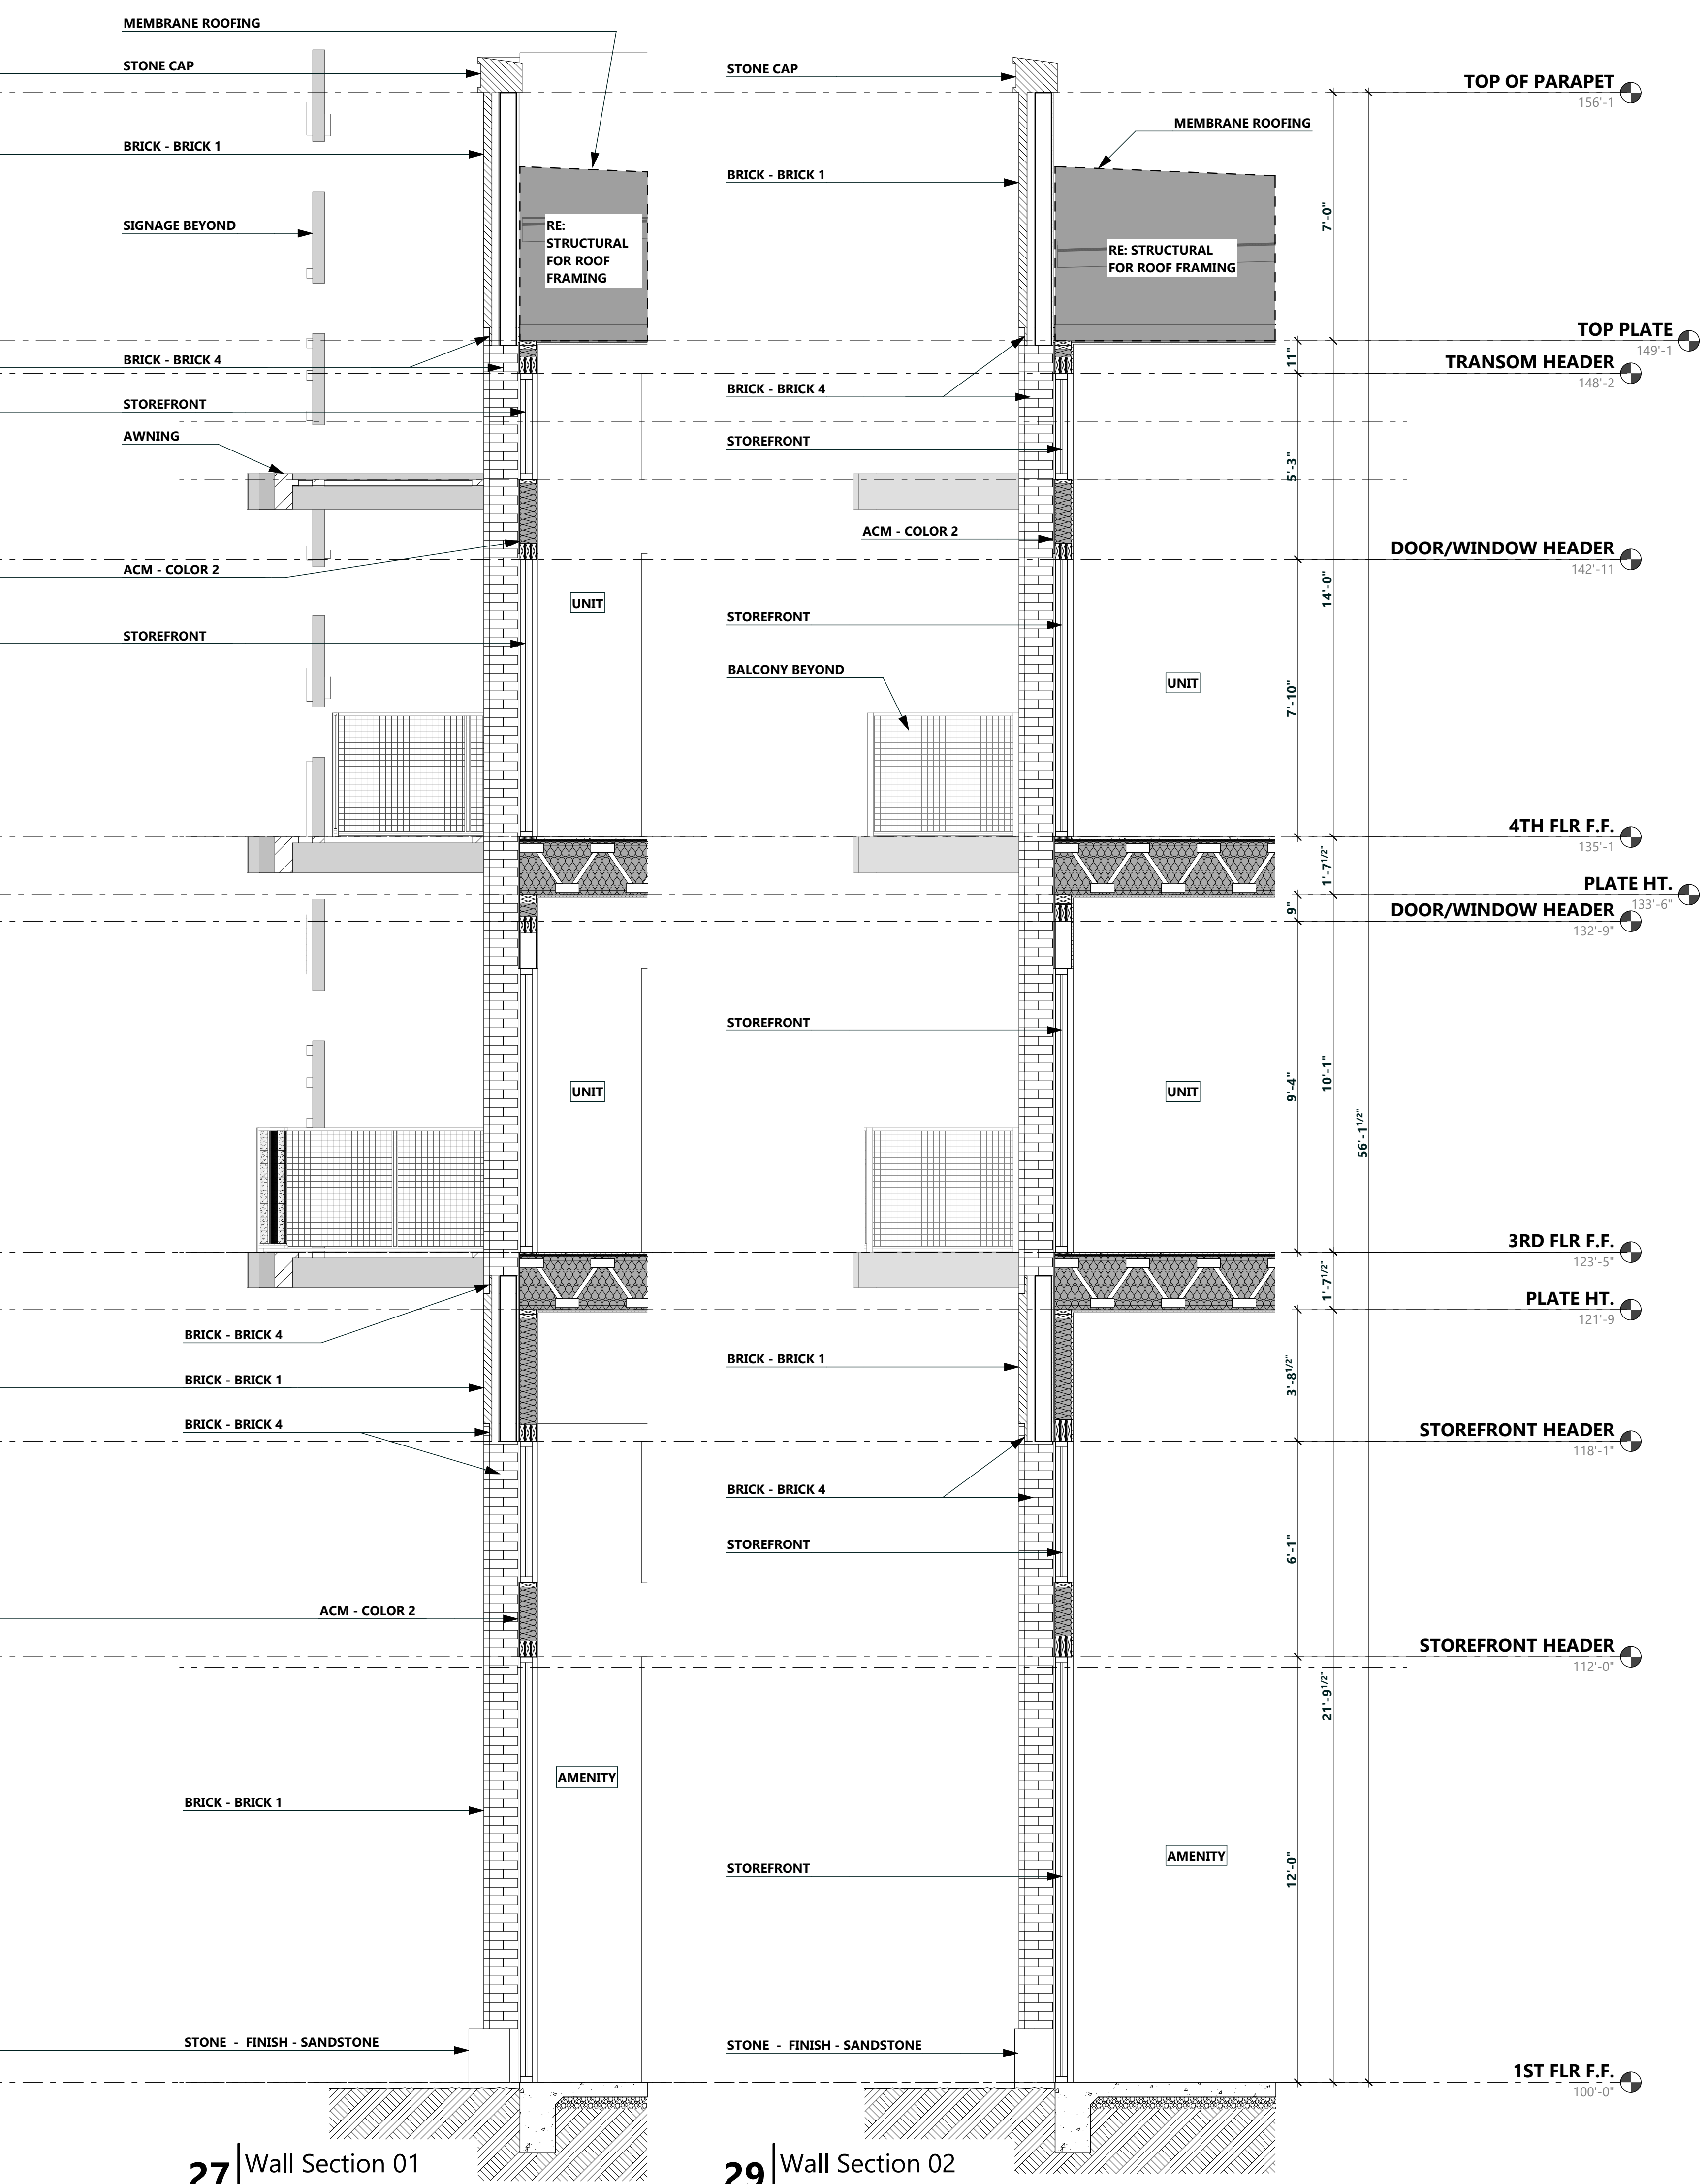 MEMBRANE ROOFING
STONE CAP
BRICK - BRICK 1
SIGNAGE BEYOND
RE:
STRUCTURAL
FOR ROOF
FRAMING
BRICK - BRICK 4
STOREFRONT
AWNING
ACM - COLOR 2
UNIT
STOREFRONT
UNIT
BRICK - BRICK 4
BRICK - BRICK 1
BRICK - BRICK 4
ACM - COLOR 2
AMENITY
BRICK - BRICK 1
STONE - FINISH - SANDSTONE
27
Wall Section 01
STONE CAP
MEMBRANE ROOFING
BRICK - BRICK 1
RE: STRUCTURAL
FOR ROOF FRAMING
BRICK - BRICK 4
STOREFRONT
ACM - COLOR 2
STOREFRONT
BALCONY BEYOND
UNIT
STOREFRONT
UNIT
BRICK - BRICK 1
BRICK - BRICK 4
STOREFRONT
STOREFRONT
AMENITY
STONE - FINISH - SANDSTONE
29
Wall Section 02
11"
5'-3"
7'-10"
9"
9'-4"
3'-8 1/2"
6'-1"
12'-0"
7'-0"
14'-0"
1'-7 1/2"
10'-1"
1'-7 1/2"
21'-9 1/2"
56'-1 1/2"
TOP OF PARAPET
156'-1
TOP PLATE
149'-1
TRANSOM HEADER
148'-2
DOOR/WINDOW HEADER
142'-11
4TH FLR F.F.
135'-1
PLATE HT.
133'-6"
DOOR/WINDOW HEADER
132'-9"
3RD FLR F.F.
123'-5"
PLATE HT.
121'-9
STOREFRONT HEADER
118'-1"
STOREFRONT HEADER
112'-0"
1ST FLR F.F.
100'-0"